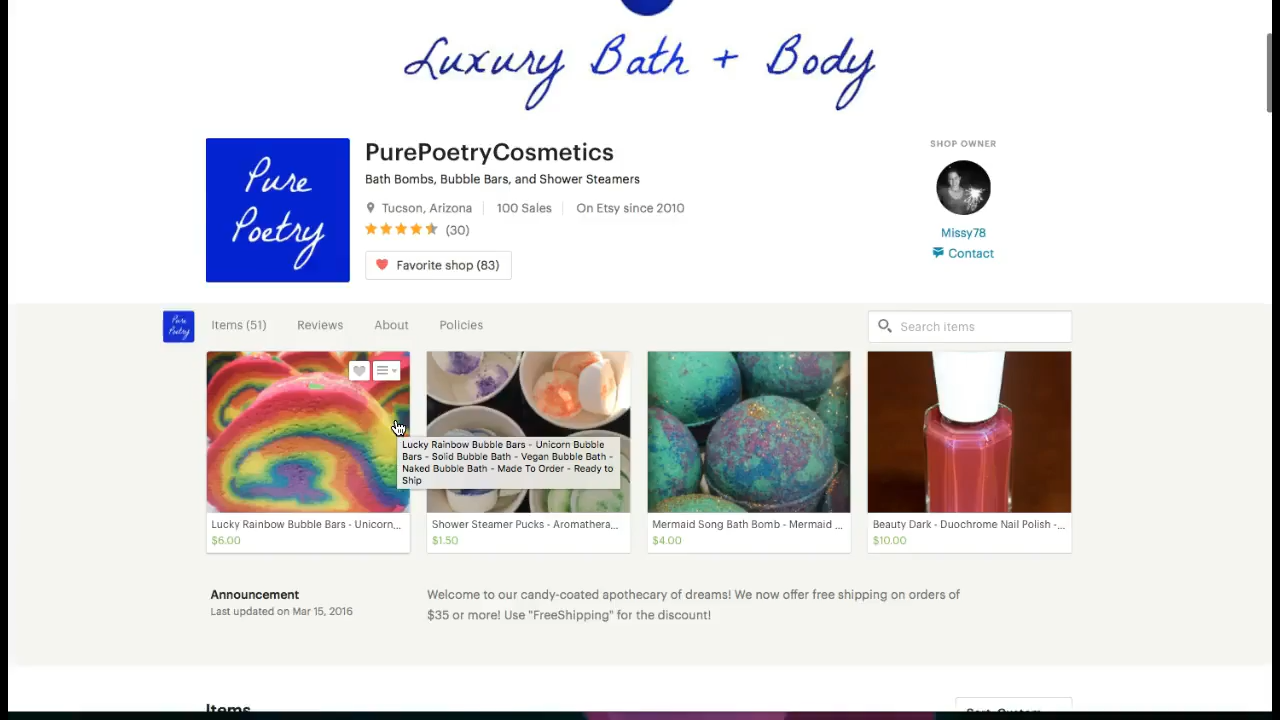 Luxury Bath + Body
Pure
Poetry
PurePoetryCosmetics
Bath Bombs, Bubble Bars, and Shower Steamers
Tucson, Arizona
100 Sales
On Etsy since 2010
(30)
Favorite shop (83)
SHOP OWNER
Missy78
Contact
Pure
Poetry
Items (51)
Reviews
About
Policies
Search items
Lucky Rainbow Bubble Bars - Unicorn Bubble
Bars - Solid Bubble Bath - Vegan Bubble Bath -
Naked Bubble Bath - Made To Order - Ready to
Ship
Lucky Rainbow Bubble Bars - Unicorn,...
$6.00
Shower Steamer Pucks - Aromathera,...
$1.50
Mermaid Song Bath Bomb - Mermaid ...
$4.00
Beauty Dark - Duochrome Nail Polish -...
$10.00
Announcement
Last updated on Mar 15, 2016
Welcome to our candy-coated apothecary of dreams! We now offer free shipping on orders of
$35 or more! Use "FreeShipping" for the discount!
Items
Sort: Custom